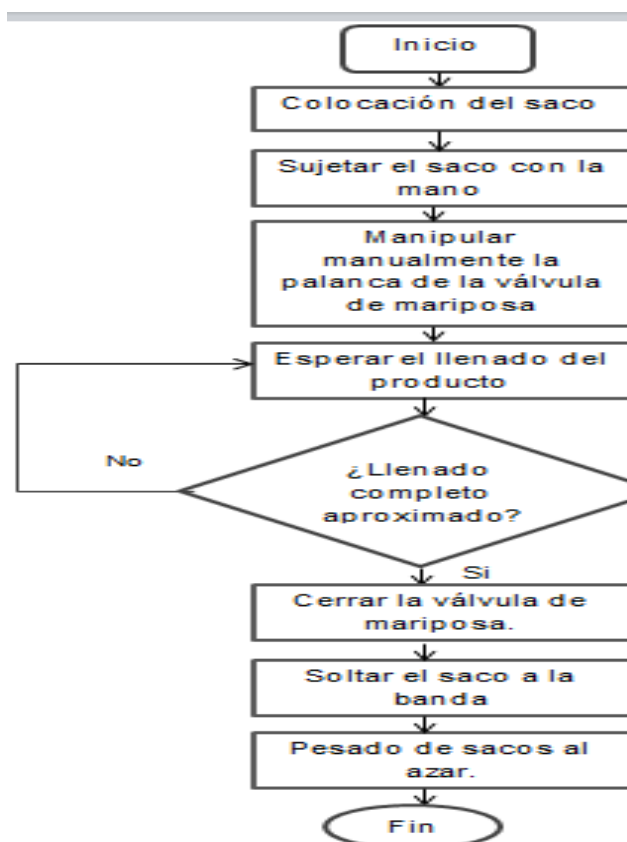 Inicio
Colocación del saco
Sujetar el saco con la
mano
Manipular
manualmente la
palanca de la válvula
de mariposa
Esperar el llenado del
producto
No
¿Llenado
completo
aproximado?
Si
Cerrar la válvula de
mariposa.
Soltar el saco a la
banda
Pesado de sacos al
azar.
Fin